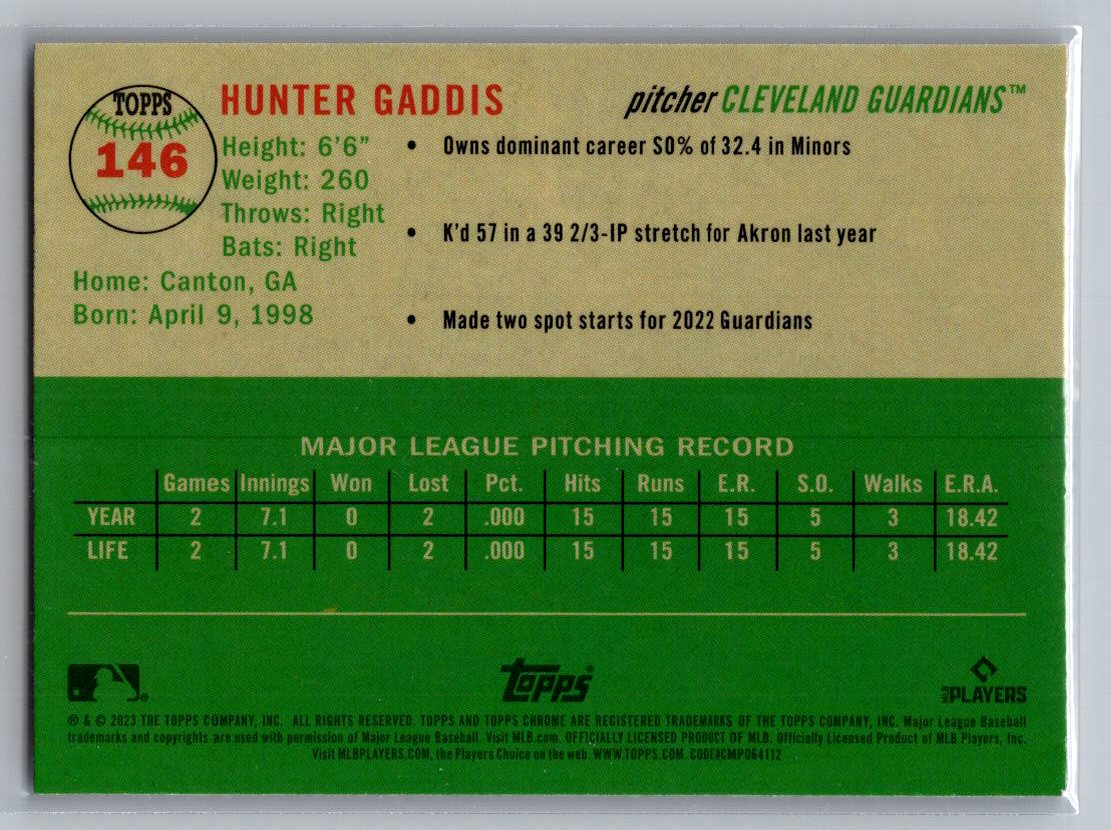 TOPPS
146
HUNTER GADDIS
pitcher CLEVELAND GUARDIANS™
Height: 6'6"
Weight: 260
Throws: Right
Bats: Right
Home: Canton, GA
Born: April 9, 1998
• Owns dominant career SO% of 32.4 in Minors
• K'd 57 in a 39 2/3-IP stretch for Akron last year
• Made two spot starts for 2022 Guardians
MAJOR LEAGUE PITCHING RECORD
Games Innings Won Lost Pct. Hits Runs E.R. S.O. Walks E.R.A.
YEAR 2 7.1 0 2 .000 15 15 15 5 3 18.42
LIFE 2 7.1 0 2 .000 15 15 15 5 3 18.42
TOPPS®
MLB PLAYERS
® & © 2023 THE TOPPS COMPANY, INC. ALL RIGHTS RESERVED. TOPPS AND TOPPS CHROME ARE REGISTERED TRADEMARKS OF THE TOPPS COMPANY, INC. Major League Baseball
trademarks and copyrights are used with permission of Major League Baseball. Visit MLB.com. OFFICIALLY LICENSED PRODUCT OF MLB. Officially Licensed Product of MLB Players, Inc.
Visit MLBPLAYERS.COM, the Players Choice on the web. WWW.TOPPS.COM CODE#CMP064112